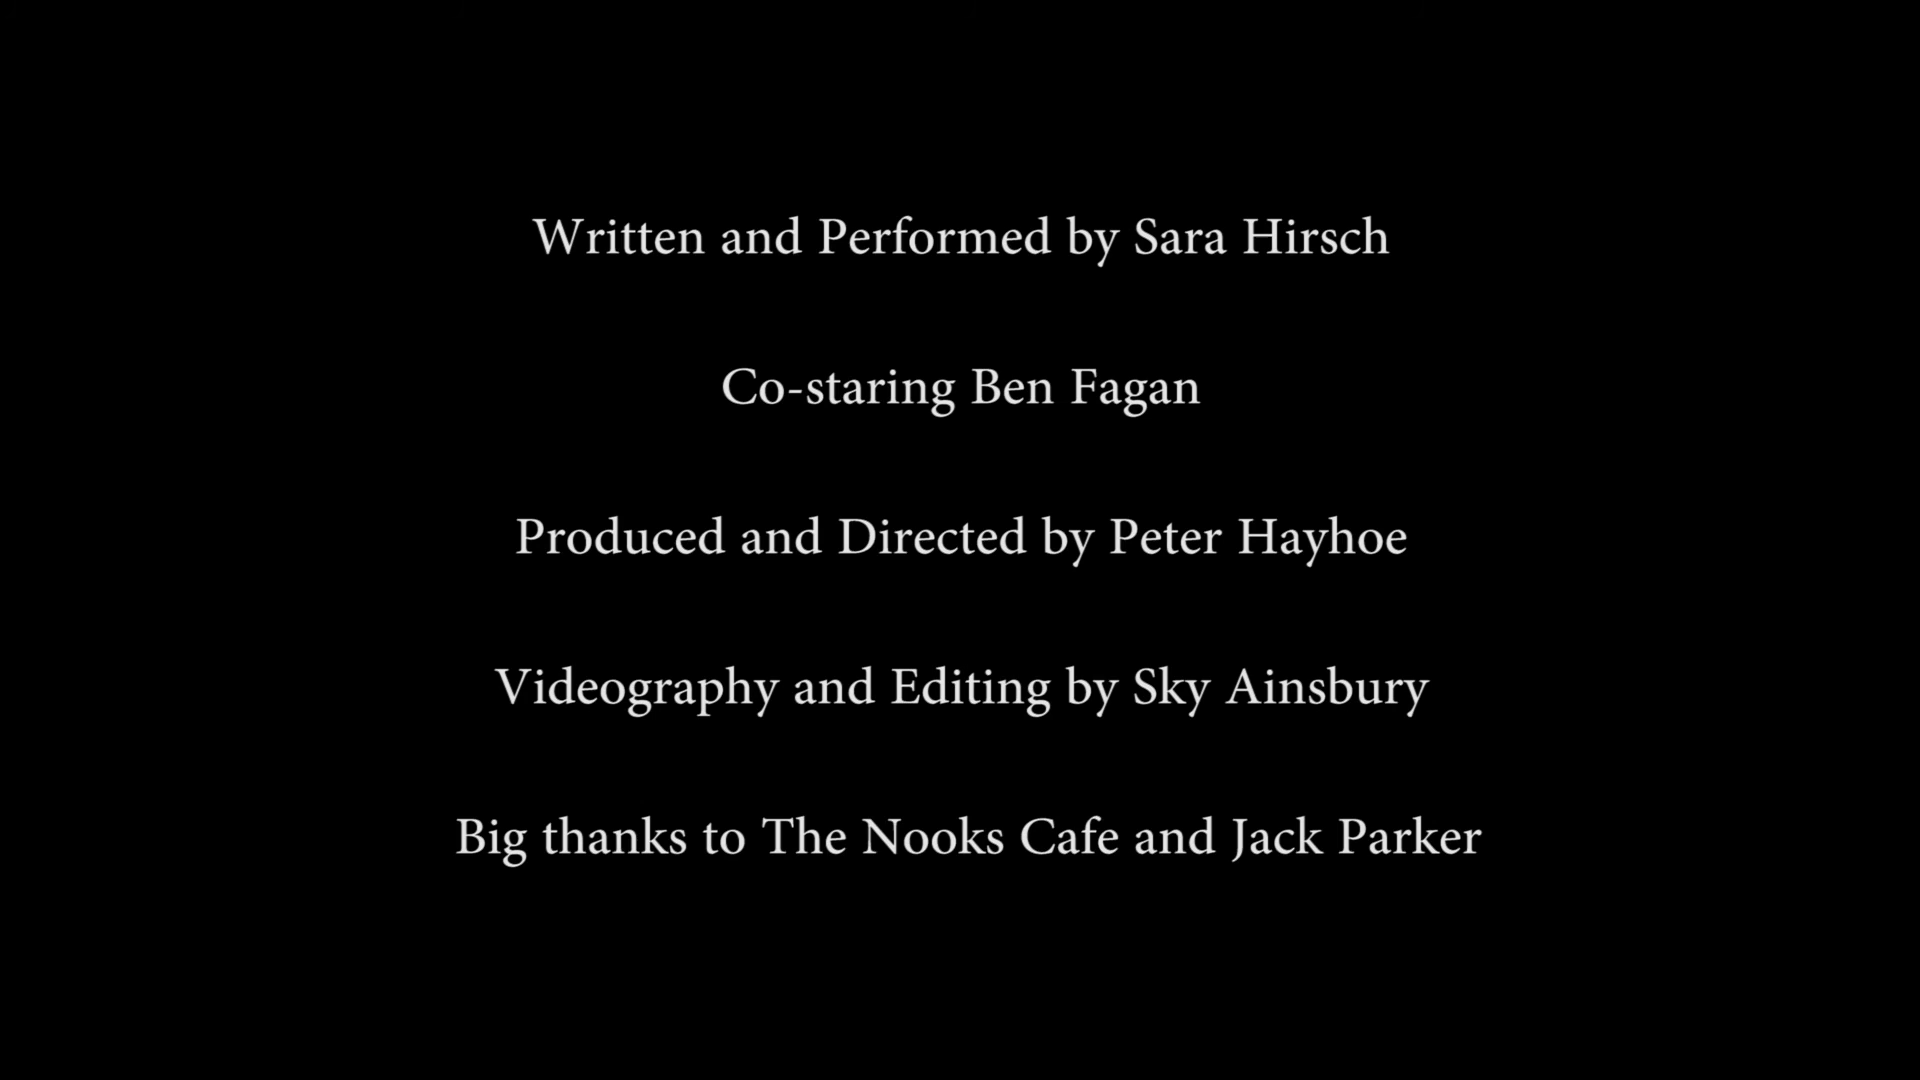 Written and Performed by Sara Hirsch
Co-staring Ben Fagan
Produced and Directed by Peter Hayhoe
Videography and Editing by Sky Ainsbury
Big thanks to The Nooks Cafe and Jack Parker